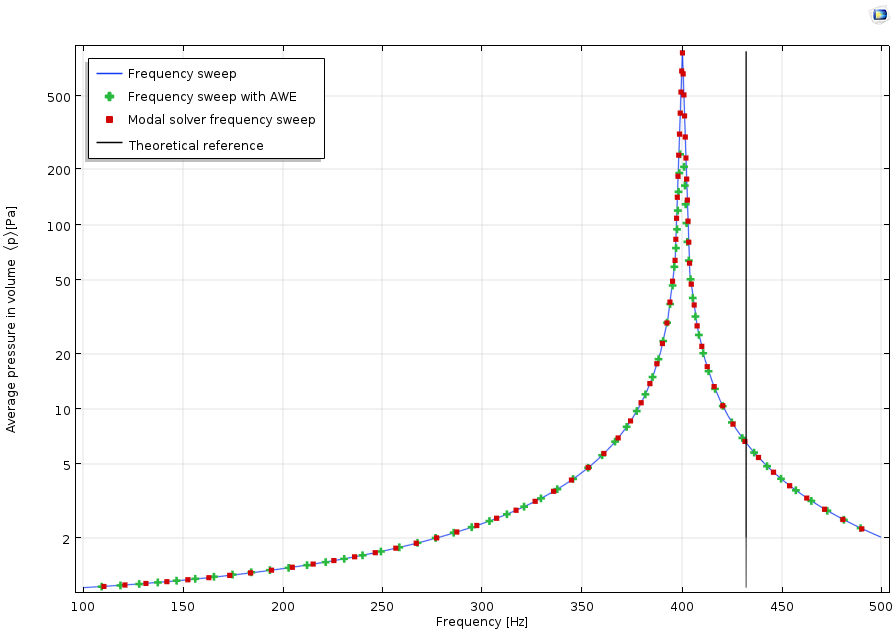 Frequency sweep
Frequency sweep with AWE
Modal solver frequency sweep
Theoretical reference
500
200
100
50
20
10
5
2
Average pressure in volume ⟨p⟩[Pa]
100 150 200 250 300 350 400 450 500
Frequency [Hz]